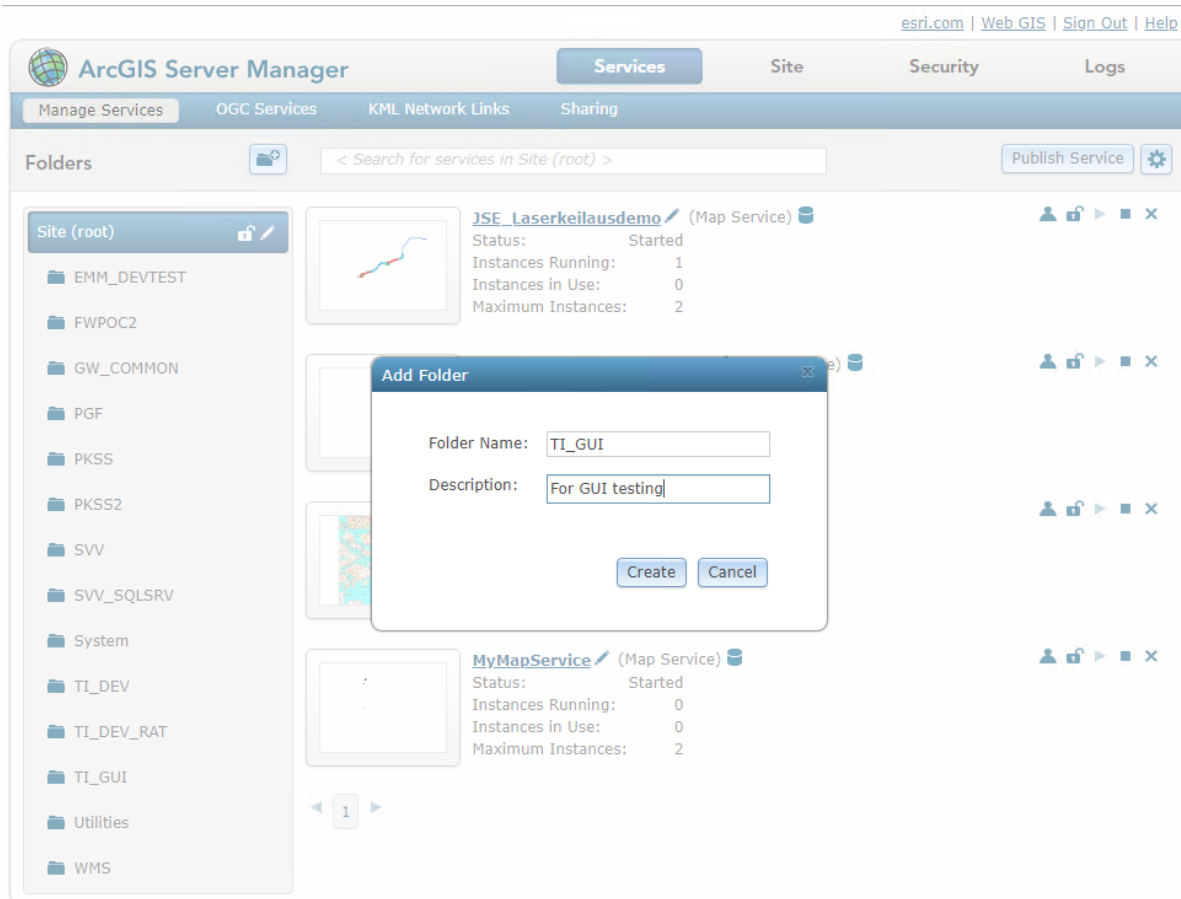 esri.com | Web GIS | Sign Out | Help
ArcGIS Server Manager
Services
Site
Security
Logs
Manage Services
OGC Services
KML Network Links
Sharing
Folders
< Search for services in Site (root) >
Publish Service
Site (root)
EMM_DEVTEST
FWPOC2
GW_COMMON
PGF
PKSS
PKSS2
SVV
SVV_SQLSRV
System
TI_DEV
TI_DEV_RAT
TI_GUI
Utilities
WMS
JSE_Laserkeilausdemo (Map Service)
Status: Started
Instances Running: 1
Instances in Use: 0
Maximum Instances: 2
Add Folder
Folder Name: TI_GUI
Description: For GUI testing
Create
Cancel
MyMapService (Map Service)
Status: Started
Instances Running: 0
Instances in Use: 0
Maximum Instances: 2
1